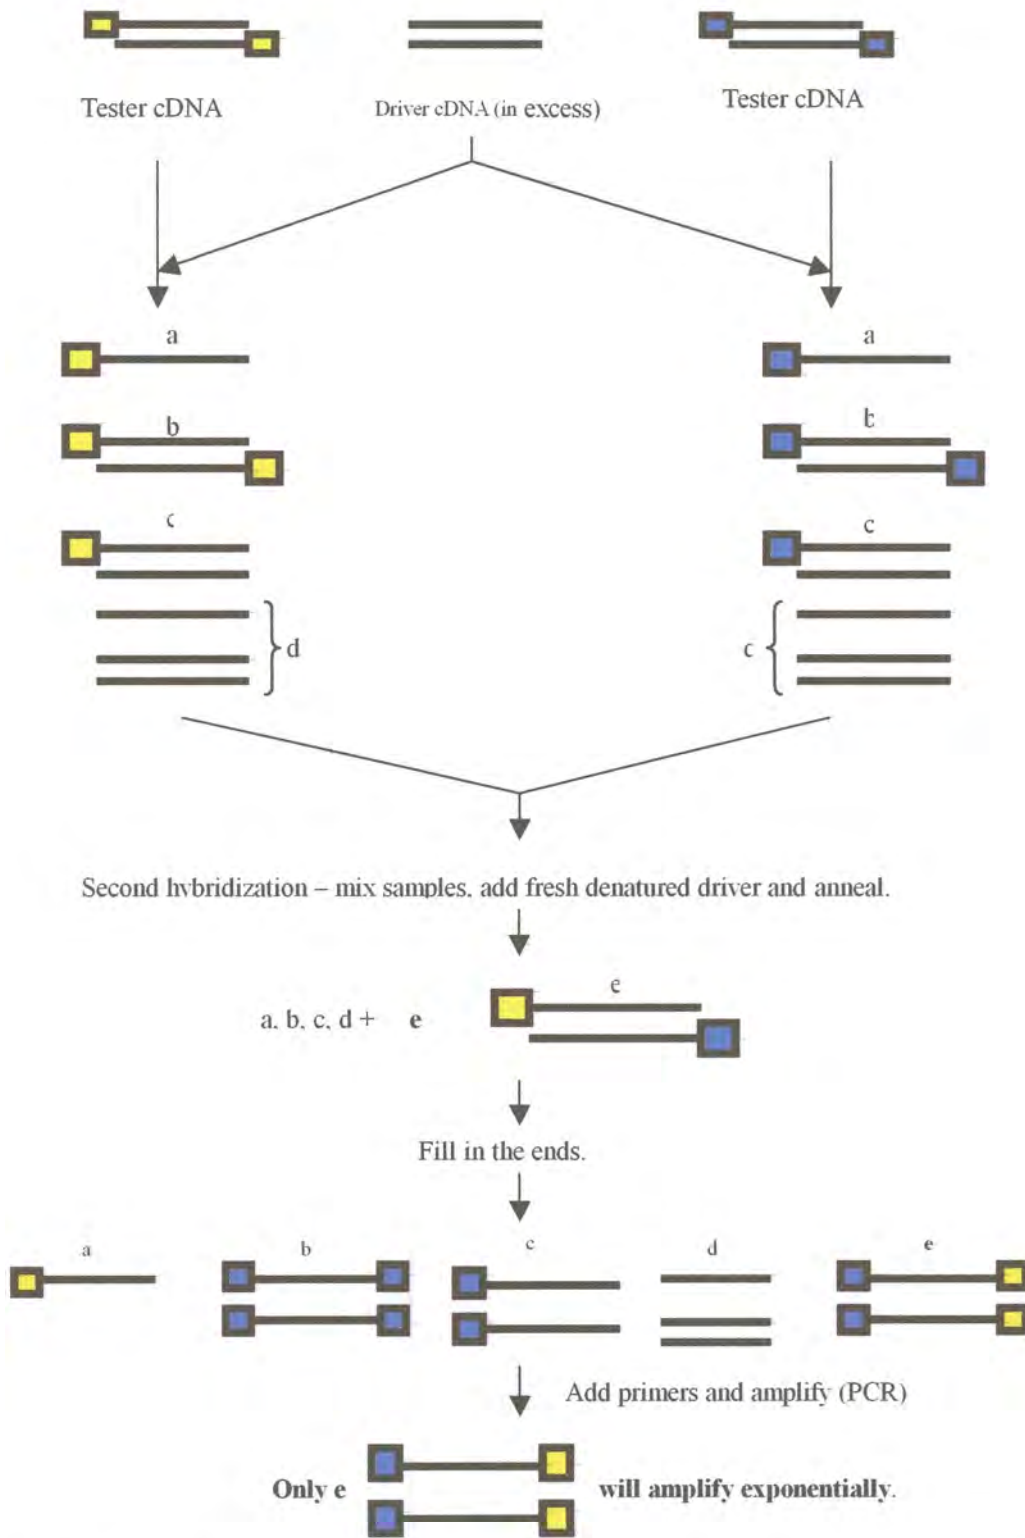 Tester cDNA
Driver cDNA (in excess)
Tester cDNA
a
a
b
b
c
c
d
c
Second hybridization – mix samples, add fresh denatured driver and anneal.
e
a, b, c, d + e
Fill in the ends.
a
b
c
d
e
Add primers and amplify (PCR)
Only e will amplify exponentially.